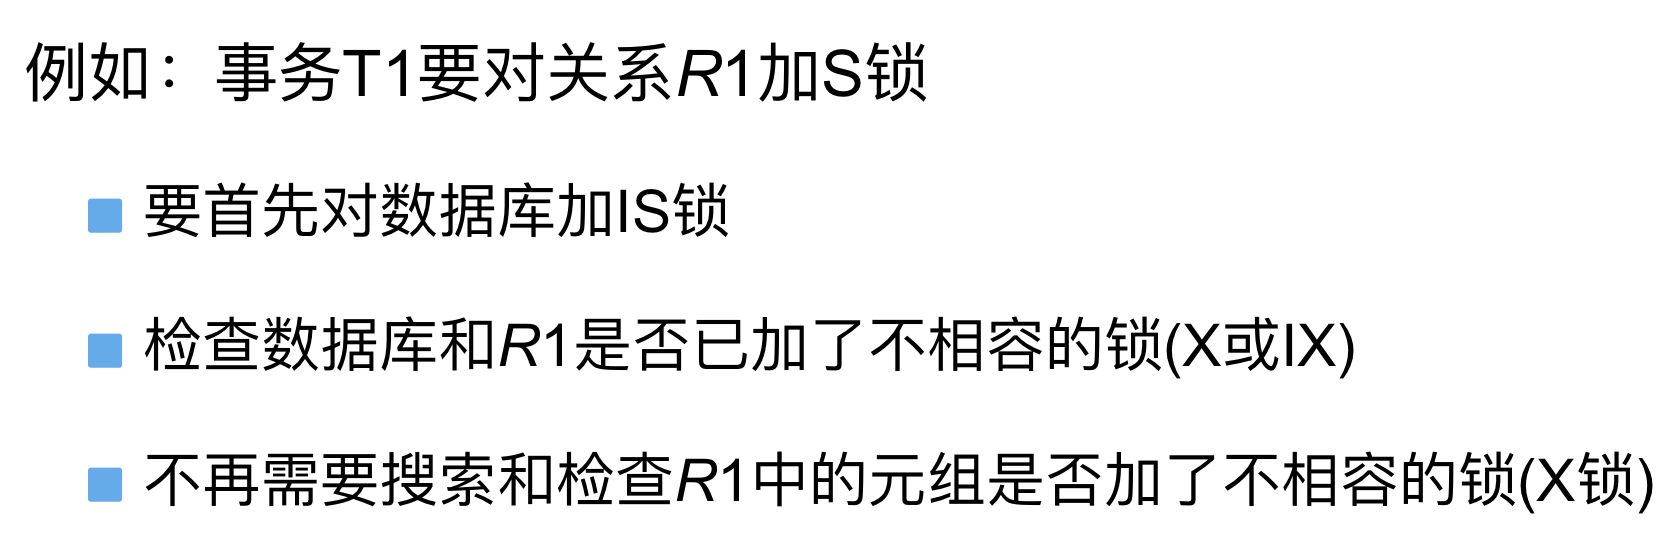 例如：事务T1要对关系R1加S锁
要首先对数据库加IS锁
检查数据库和R1是否已加了不相容的锁(X或IX)
不再需要搜索和检查R1中的元组是否加了不相容的锁(X锁)